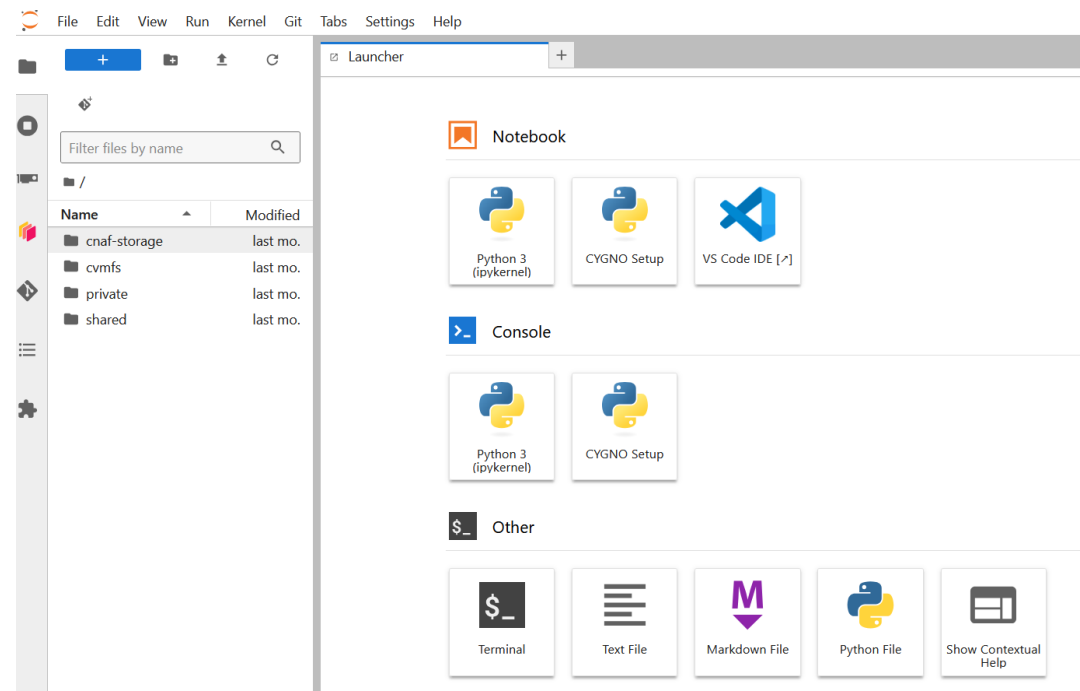 File Edit View Run Kernel Git Tabs Settings Help
+
Launcher
+
Filter files by name
/
Name Modified
cnaf-storage last mo.
cvmfs last mo.
private last mo.
shared last mo.
Notebook
Python 3
(ipykernel)
CYGNO Setup
VS Code IDE [↗]
Console
Python 3
(ipykernel)
CYGNO Setup
$_ Other
$_
Terminal
Text File
M
Markdown File
Python File
Show Contextual
Help